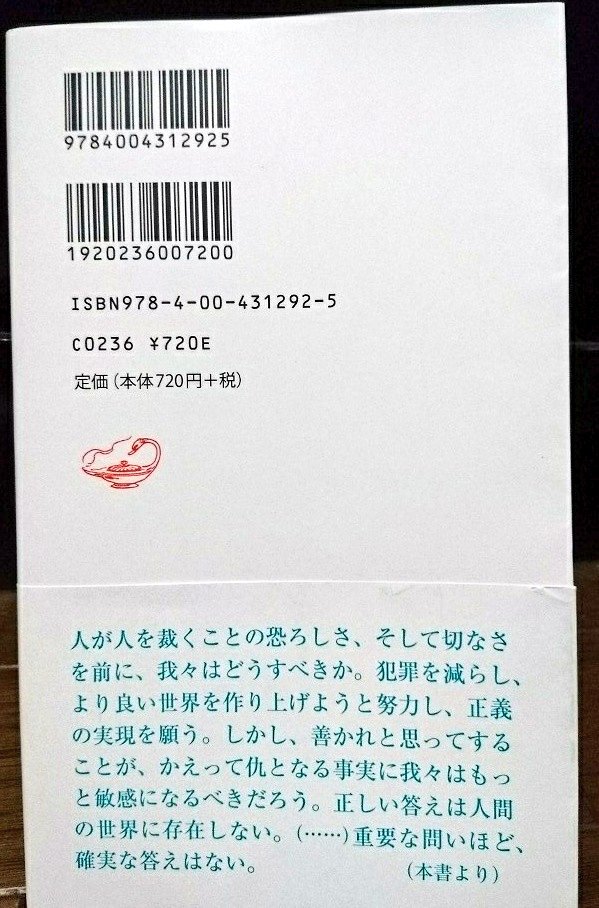 9784004312925
1920236007200
ISBN978-4-00-431292-5
C0236 ¥720E
定価（本体720円＋税）
人が人を裁くことの恐ろしさ、そして切なさ
を前に、我々はどうすべきか。犯罪を減らし、
より良い世界を作り上げようと努力し、正義
の実現を願う。しかし、善かれと思ってする
ことが、かえって仇となる事実に我々はもっ
と敏感になるべきだろう。正しい答えは人間
の世界に存在しない。(……)重要な問いほど、
確実な答えはない。
（本書より）